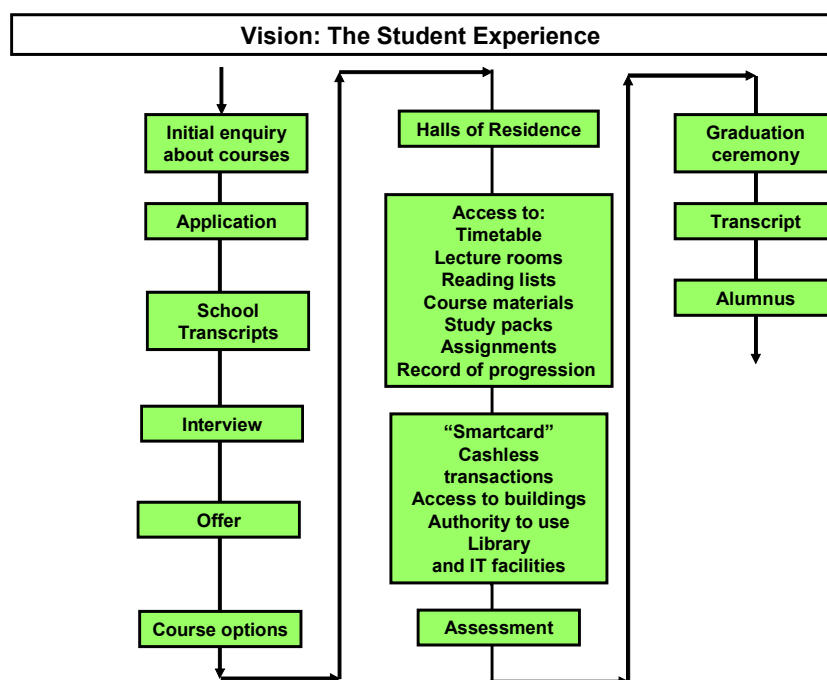 Vision: The Student Experience
Initial enquiry
about courses
Application
School
Transcripts
Interview
Offer
Course options
Halls of Residence
Access to:
Timetable
Lecture rooms
Reading lists
Course materials
Study packs
Assignments
Record of progression
“Smartcard”
Cashless
transactions
Access to buildings
Authority to use
Library
and IT facilities
Assessment
Graduation
ceremony
Transcript
Alumnus